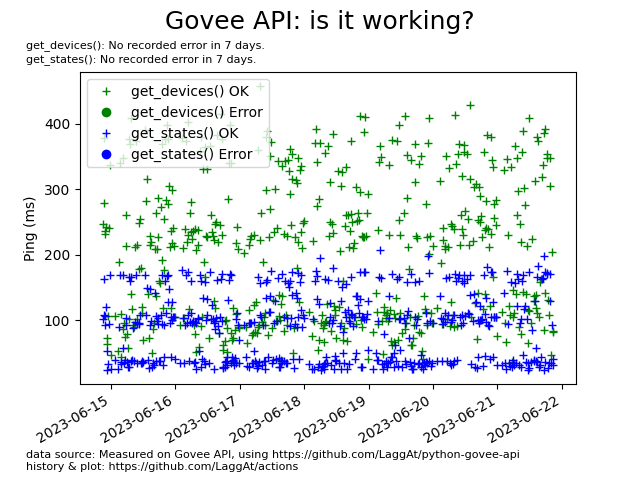 Govee API: is it working?
get_devices(): No recorded error in 7 days.
get_states(): No recorded error in 7 days.
get_devices() OK
get_devices() Error
get_states() OK
get_states() Error
Ping (ms)
400
300
200
100
2023-06-15
2023-06-16
2023-06-17
2023-06-18
2023-06-19
2023-06-20
2023-06-21
2023-06-22
data source: Measured on Govee API, using https://github.com/LaggAt/python-govee-api
history & plot: https://github.com/LaggAt/actions